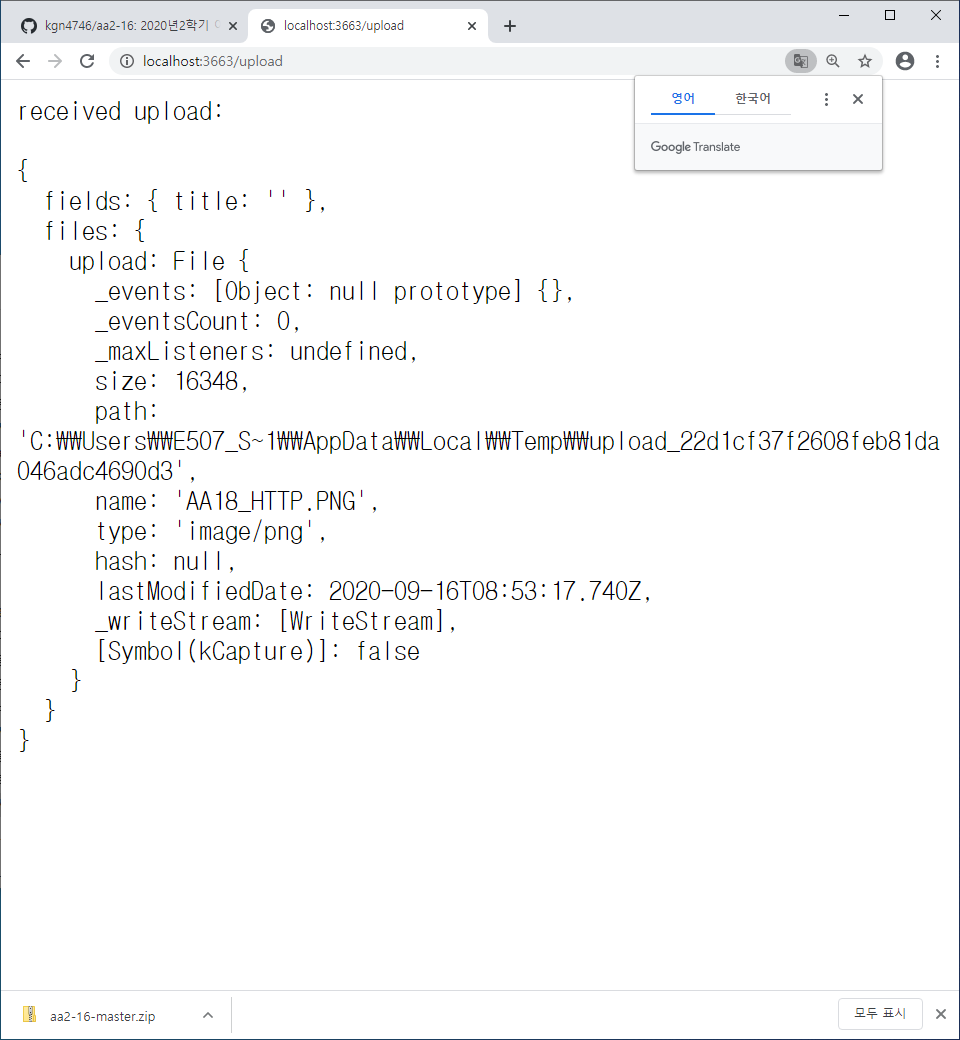 kgn4746/aa2-16: 2020년2학기
localhost:3663/upload
localhost:3663/upload
영어 한국어
Google Translate
received upload:
{
fields: { title: '' },
files: {
upload: File {
_events: [Object: null prototype] {},
_eventsCount: 0,
_maxListeners: undefined,
size: 16348,
path:
'C:₩₩Users₩₩E507_S~1₩₩AppData₩₩Local₩₩Temp₩₩upload_22d1cf37f2608feb81da
046adc4690d3',
name: 'AA18_HTTP.PNG',
type: 'image/png',
hash: null,
lastModifiedDate: 2020-09-16T08:53:17.740Z,
_writeStream: [WriteStream],
[Symbol(kCapture)]: false
}
}
}
aa2-16-master.zip
모두 표시